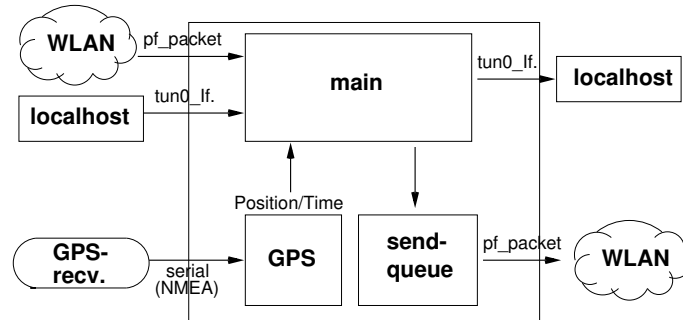 WLAN
pf_packet
tun0_If.
localhost
main
tun0_If.
localhost
Position/Time
GPS-
recv.
serial
(NMEA)
GPS
send-
queue
pf_packet
WLAN